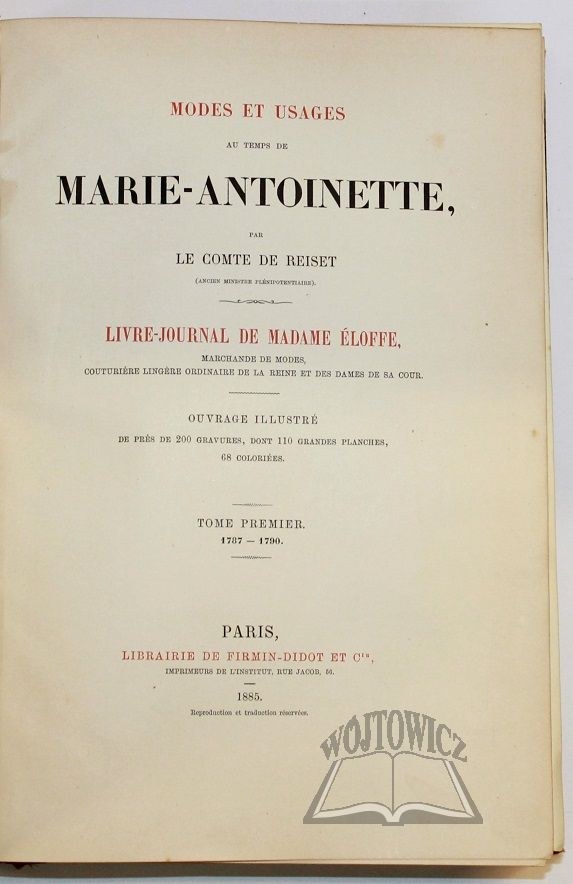 MODES ET USAGES
AU TEMPS DE
MARIE-ANTOINETTE,
PAR
LE COMTE DE REISET
(ANCIEN MINISTRE PLÉNIPOTENTIAIRE).
LIVRE-JOURNAL DE MADAME ÉLOFFE,
MARCHANDE DE MODES,
COUTURIÈRE LINGÈRE ORDINAIRE DE LA REINE ET DES DAMES DE SA COUR.
OUVRAGE ILLUSTRÉ
DE PRÈS DE 200 GRAVURES, DONT 110 GRANDES PLANCHES,
68 COLORIÉES.
TOME PREMIER.
1787 — 1790.
PARIS,
LIBRAIRIE DE FIRMIN-DIDOT ET Cie,
IMPRIMEURS DE L'INSTITUT, RUE JACOB, 56.
1885.
Reproduction et traduction réservées.
WÓJTOWICZ